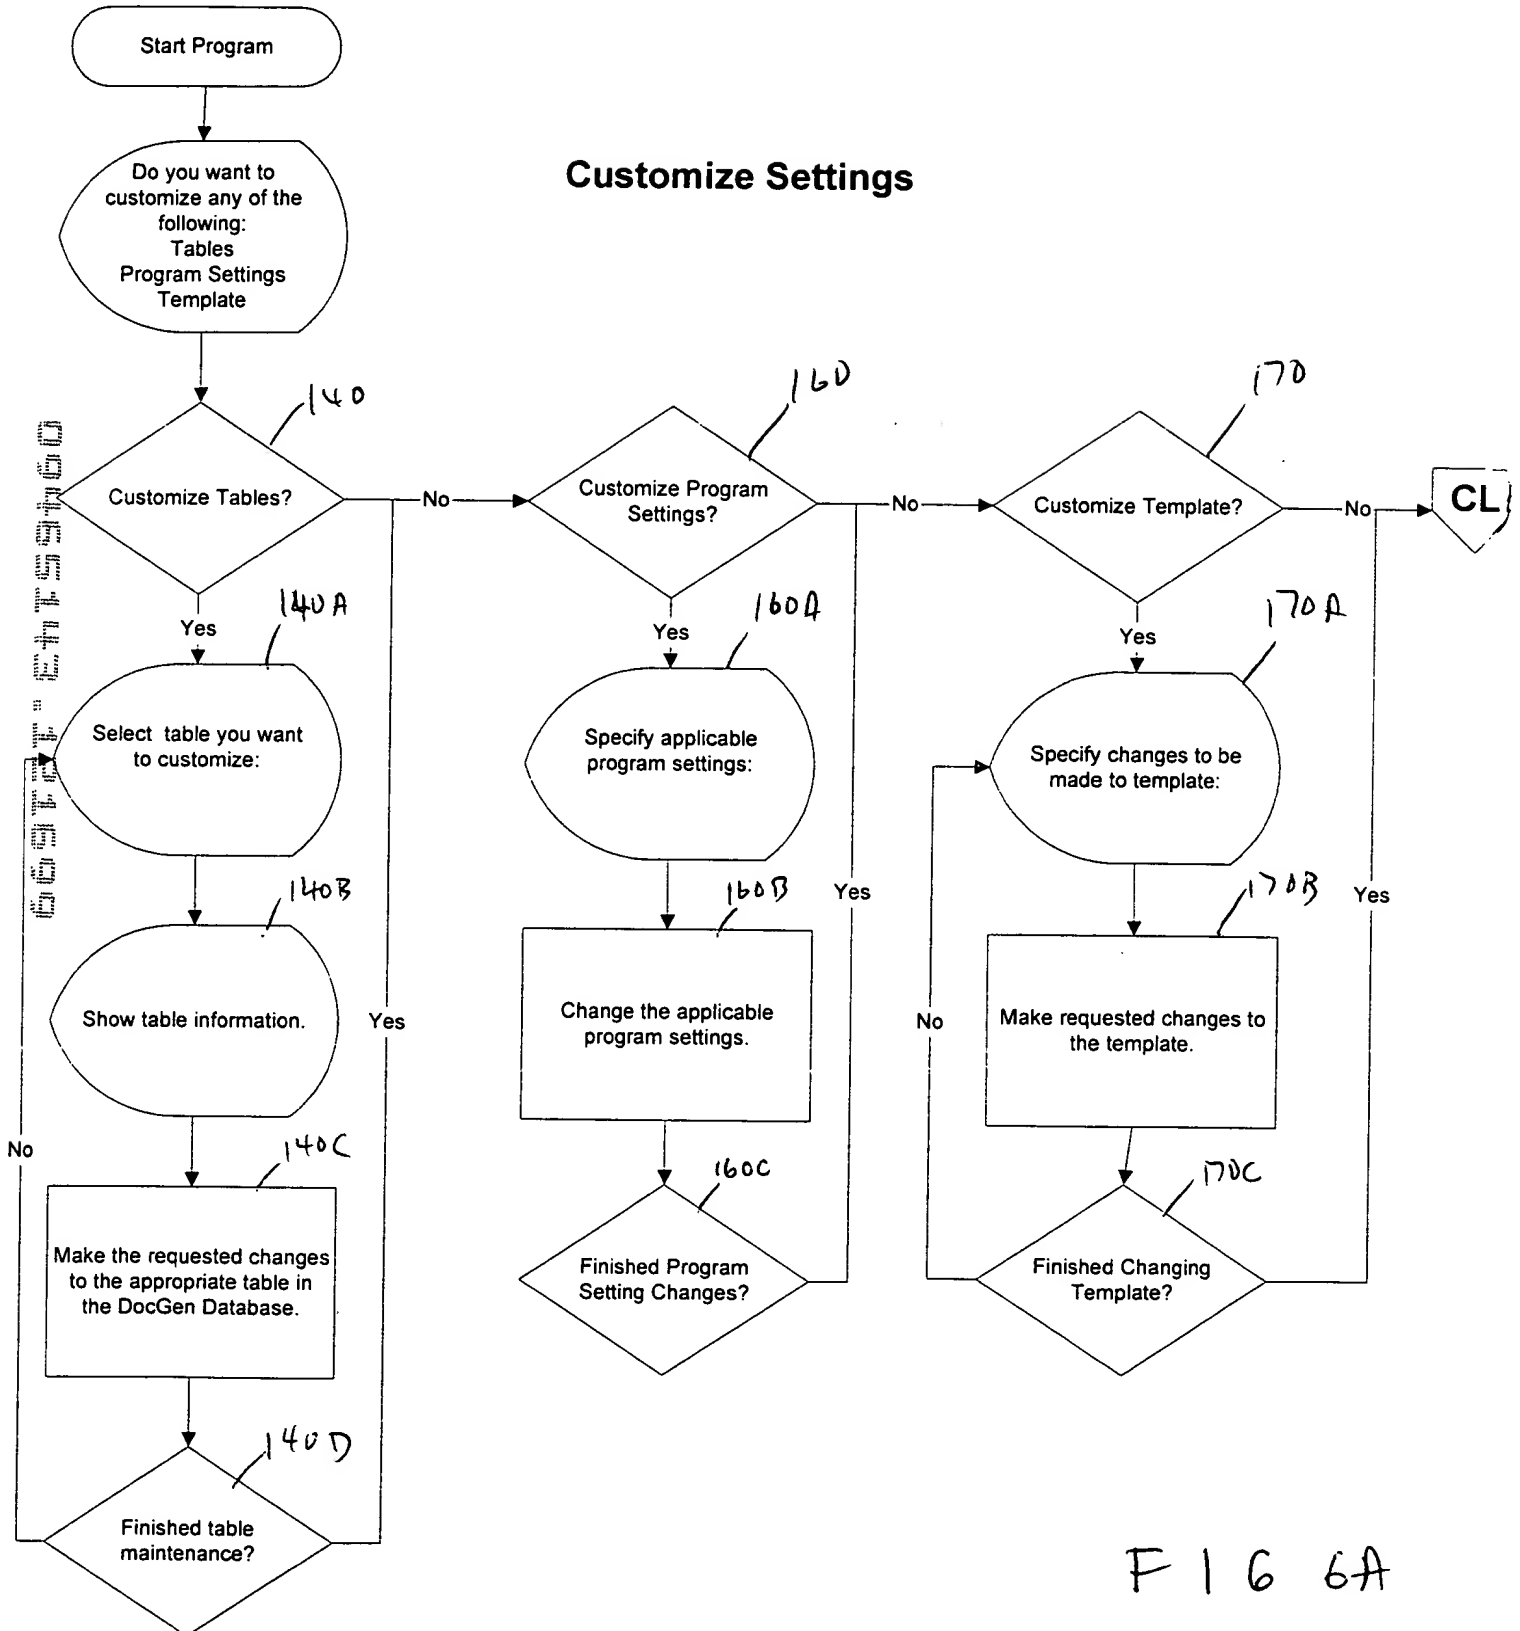 Start Program
Customize Settings
Do you want to
customize any of the
following:
Tables
Program Settings
Template
140
Customize Tables?
No
160
Customize Program
Settings?
No
170
Customize Template?
No
CL
09465143.121699
Yes
140A
Select table you want
to customize:
140B
Show table information.
140C
Make the requested changes
to the appropriate table in
the DocGen Database.
140D
Finished table
maintenance?
No
Yes
Yes
160A
Specify applicable
program settings:
160B
Change the applicable
program settings.
160C
Finished Program
Setting Changes?
Yes
Yes
170A
Specify changes to be
made to template:
170B
Make requested changes to
the template.
170C
Finished Changing
Template?
No
Yes
FIG 6A